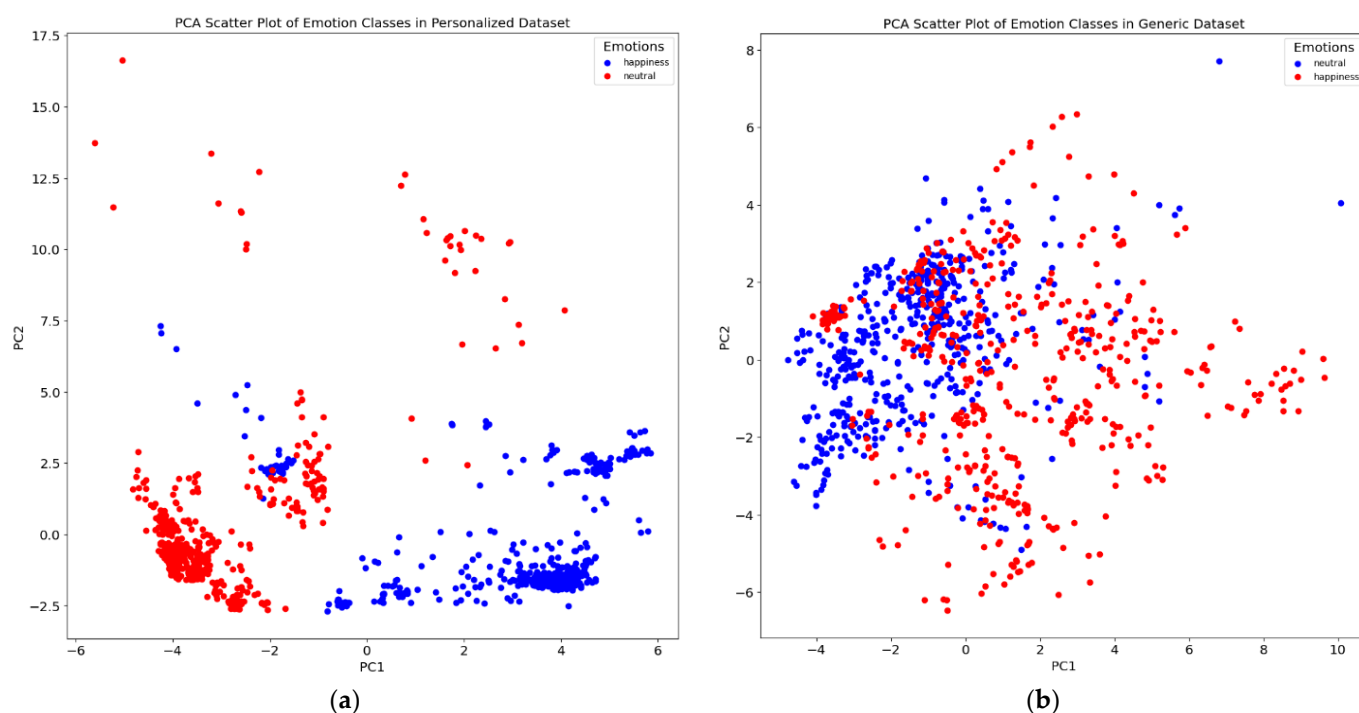 PCA Scatter Plot of Emotion Classes in Personalized Dataset
17.5
15.0
12.5
10.0
7.5
5.0
2.5
0.0
−2.5
PC2
Emotions
happiness
neutral
−6
−4
−2
0
2
4
6
PC1
(a)
PCA Scatter Plot of Emotion Classes in Generic Dataset
8
6
4
2
0
−2
−4
−6
PC2
Emotions
neutral
happiness
−4
−2
0
2
4
6
8
10
PC1
(b)